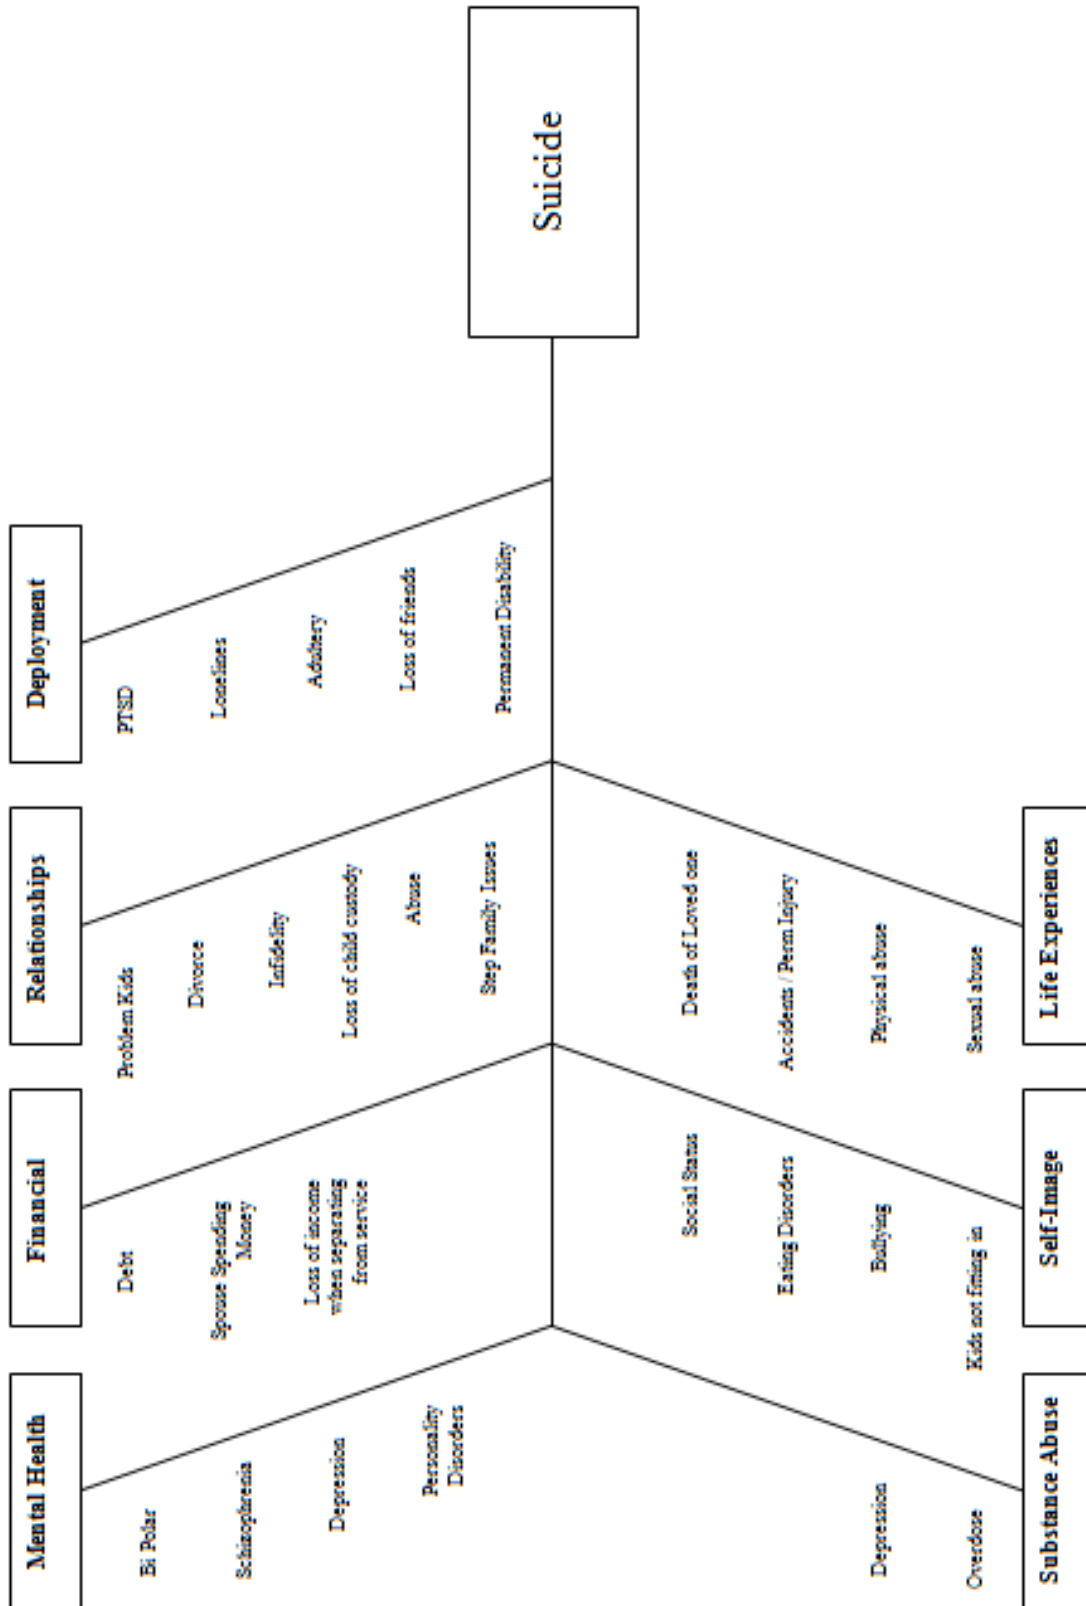 Mental Health
Financial
Relationships
Deployment
Bi Polar
Schizophrenia
Depression
Personality
Disorders
Debt
Spouse Spending
Money
Loss of income
when separating
from service
Problem Kids
Divorce
Infidelity
Loss of child custody
Abuse
Step Family Issues
PTSD
Lonelines
Adultery
Loss of friends
Permanent Disability
Suicide
Depression
Overdose
Social Status
Eating Disorders
Bullying
Kids not fitting in
Death of Loved one
Accidents / Perm Injury
Physical abuse
Sexual abuse
Substance Abuse
Self-Image
Life Experiences